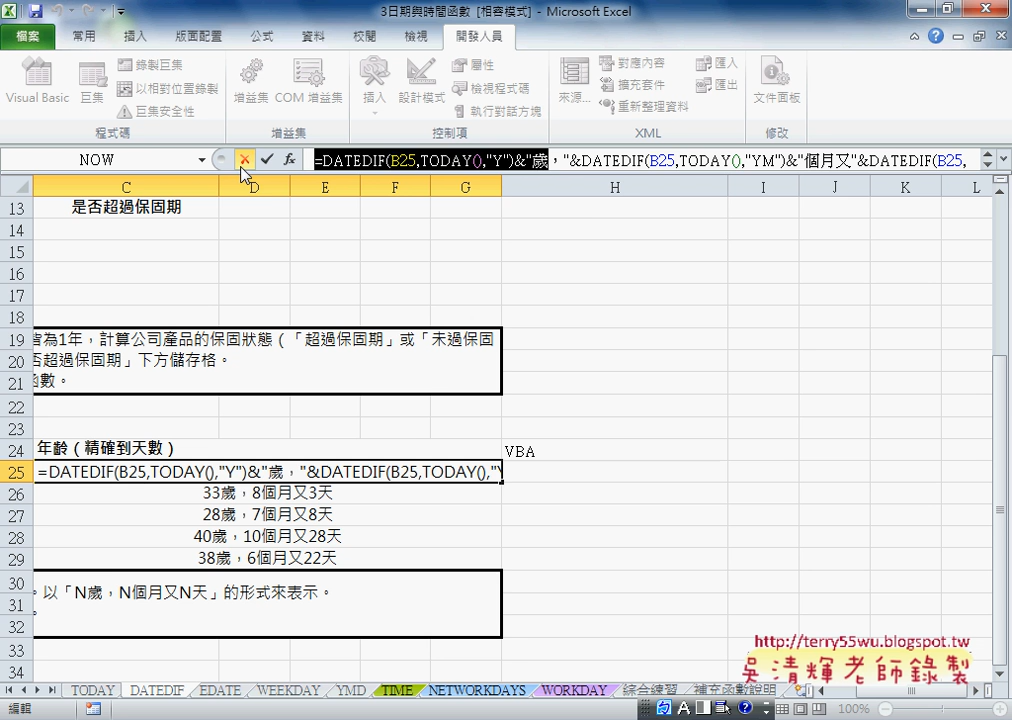 3日期與時間函數 [相容模式] - Microsoft Excel
檔案 常用 插入 版面配置 公式 資料 校閱 檢視 開發人員
Visual Basic 巨集 錄製巨集 以相對位置錄製 巨集安全性 程式碼
增益集 COM 增益集 增益集
插入 設計模式 屬性 檢視程式碼 執行對話方塊 控制項
來源... 對應內容 擴充套件 重新整理資料 匯入 匯出 XML
文件面板 修改
NOW fx =DATEDIF(B25,TODAY(),"Y")&"歲，"&DATEDIF(B25,TODAY(),"YM")&"個月又"&DATEDIF(B25,
C D E F G H I J K L
13 是否超過保固期
14
15
16
17
18
19 皆為1年，計算公司產品的保固狀態（「超過保固期」或「未過保固
20 否超過保固期」下方儲存格。
21 函數。
22
23
24 年齡（精確到天數） VBA
25 =DATEDIF(B25,TODAY(),"Y")&"歲，"&DATEDIF(B25,TODAY(),"Y
26 33歲，8個月又3天
27 28歲，7個月又8天
28 40歲，10個月又28天
29 38歲，6個月又22天
30 。以「N歲，N個月又N天」的形式來表示。
31 。
32
33
34
http://terry55wu.blogspot.tw
吳清輝老師錄製
TODAY DATEDIF EDATE WEEKDAY YMD TIME NETWORKDAYS WORKDAY 綜合練習 補充函數說明
編輯 100%